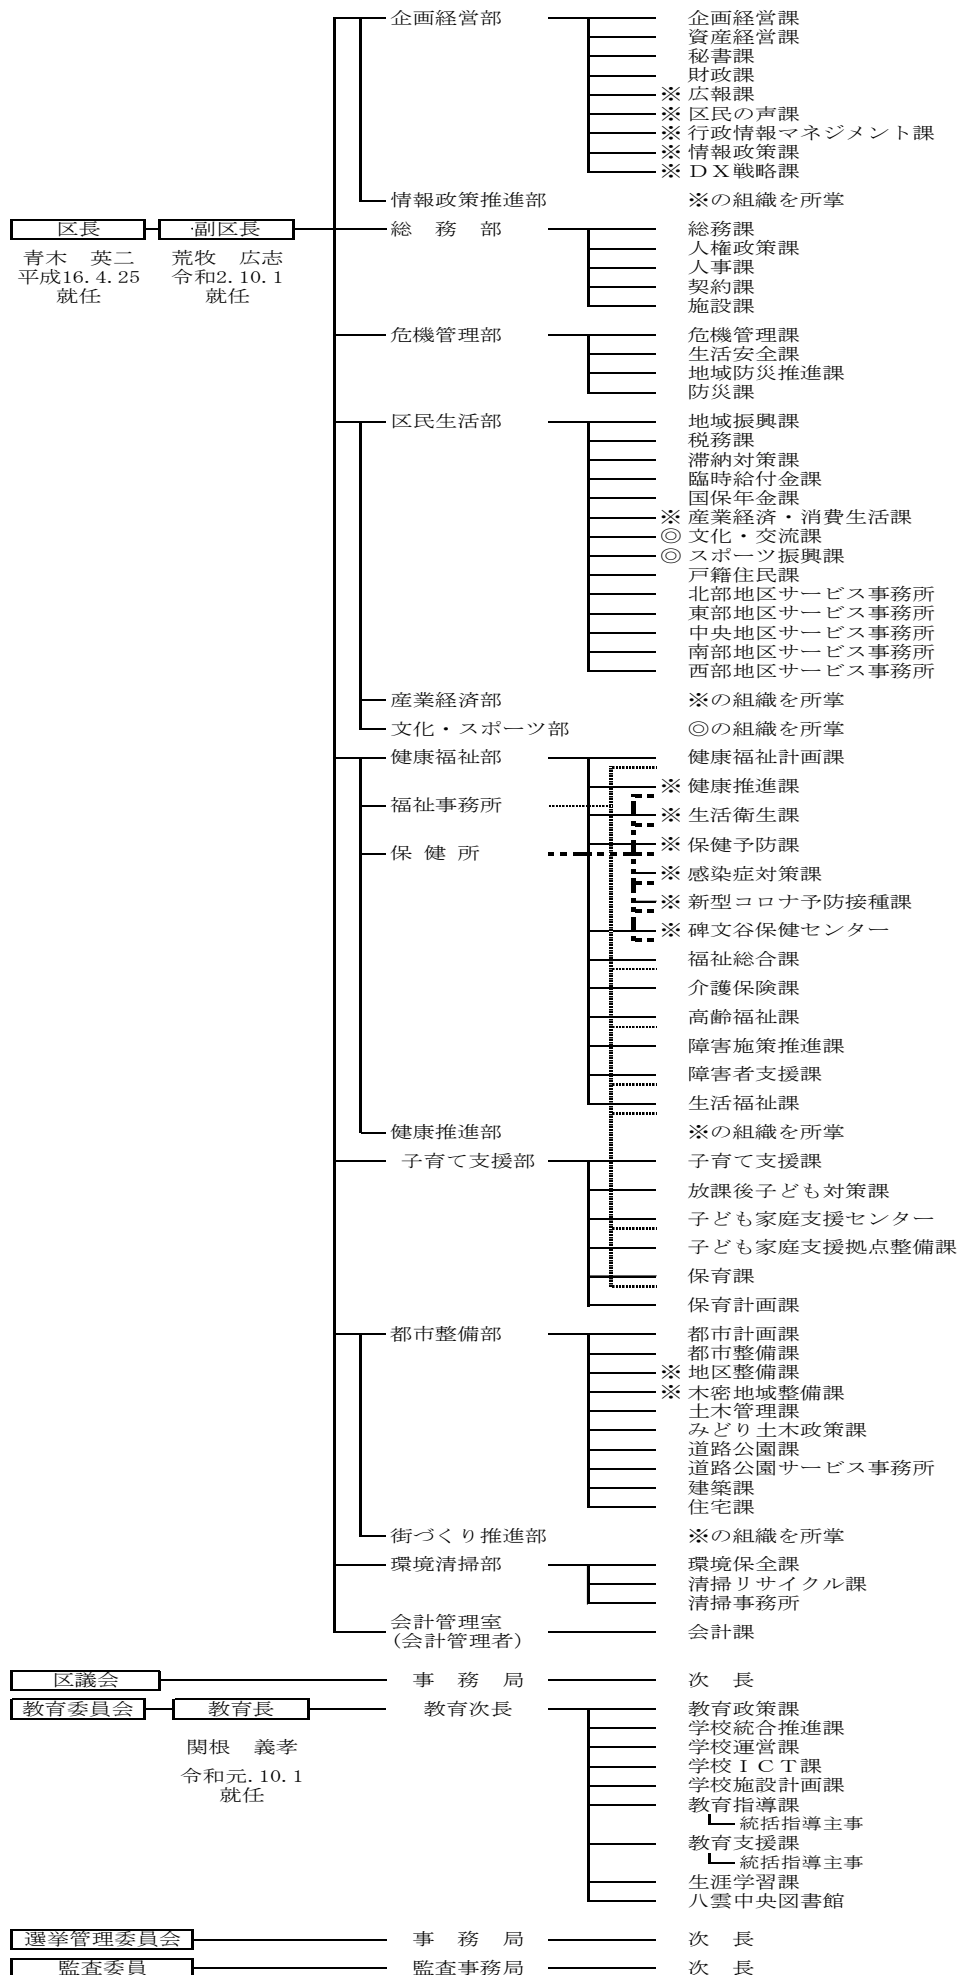 企画経営部 企画経営課
資産経営課
秘書課
財政課
※ 広報課
※ 区民の声課
※ 行政情報マネジメント課
※ 情報政策課
※ DX戦略課
情報政策推進部 ※の組織を所掌
区長 副区長 総務部 総務課
青木 英二 荒牧 広志 人権政策課
平成16.4.25 令和2.10.1 人事課
就任 就任 契約課
施設課
危機管理部 危機管理課
生活安全課
地域防災推進課
防災課
区民生活部 地域振興課
税務課
滞納対策課
臨時給付金課
国保年金課
※ 産業経済・消費生活課
◎ 文化・交流課
◎ スポーツ振興課
戸籍住民課
北部地区サービス事務所
東部地区サービス事務所
中央地区サービス事務所
南部地区サービス事務所
西部地区サービス事務所
産業経済部 ※の組織を所掌
文化・スポーツ部 ◎の組織を所掌
健康福祉部 健康福祉計画課
※ 健康推進課
福祉事務所
※ 生活衛生課
※ 保健予防課
保健所
※ 感染症対策課
※ 新型コロナ予防接種課
※ 碑文谷保健センター
福祉総合課
介護保険課
高齢福祉課
障害施策推進課
障害者支援課
生活福祉課
健康推進部 ※の組織を所掌
子育て支援部 子育て支援課
放課後子ども対策課
子ども家庭支援センター
子ども家庭支援拠点整備課
保育課
保育計画課
都市整備部 都市計画課
都市整備課
※ 地区整備課
※ 木密地域整備課
土木管理課
みどり土木政策課
道路公園課
道路公園サービス事務所
建築課
住宅課
街づくり推進部 ※の組織を所掌
環境清掃部 環境保全課
清掃リサイクル課
清掃事務所
会計管理室 会計課
(会計管理者)
区議会 事務局 次長
教育委員会 教育長 教育次長 教育政策課
学校統合推進課
関根 義孝 学校運営課
令和元.10.1 学校ICT課
就任 学校施設計画課
教育指導課
統括指導主事
教育支援課
統括指導主事
生涯学習課
八雲中央図書館
選挙管理委員会 事務局 次長
監査委員 監査事務局 次長